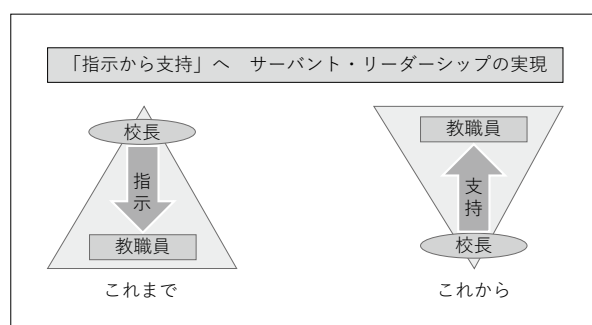 「指示から支持」へ　サーバント・リーダーシップの実現
校長
指示
教職員
これまで
教職員
支持
校長
これから